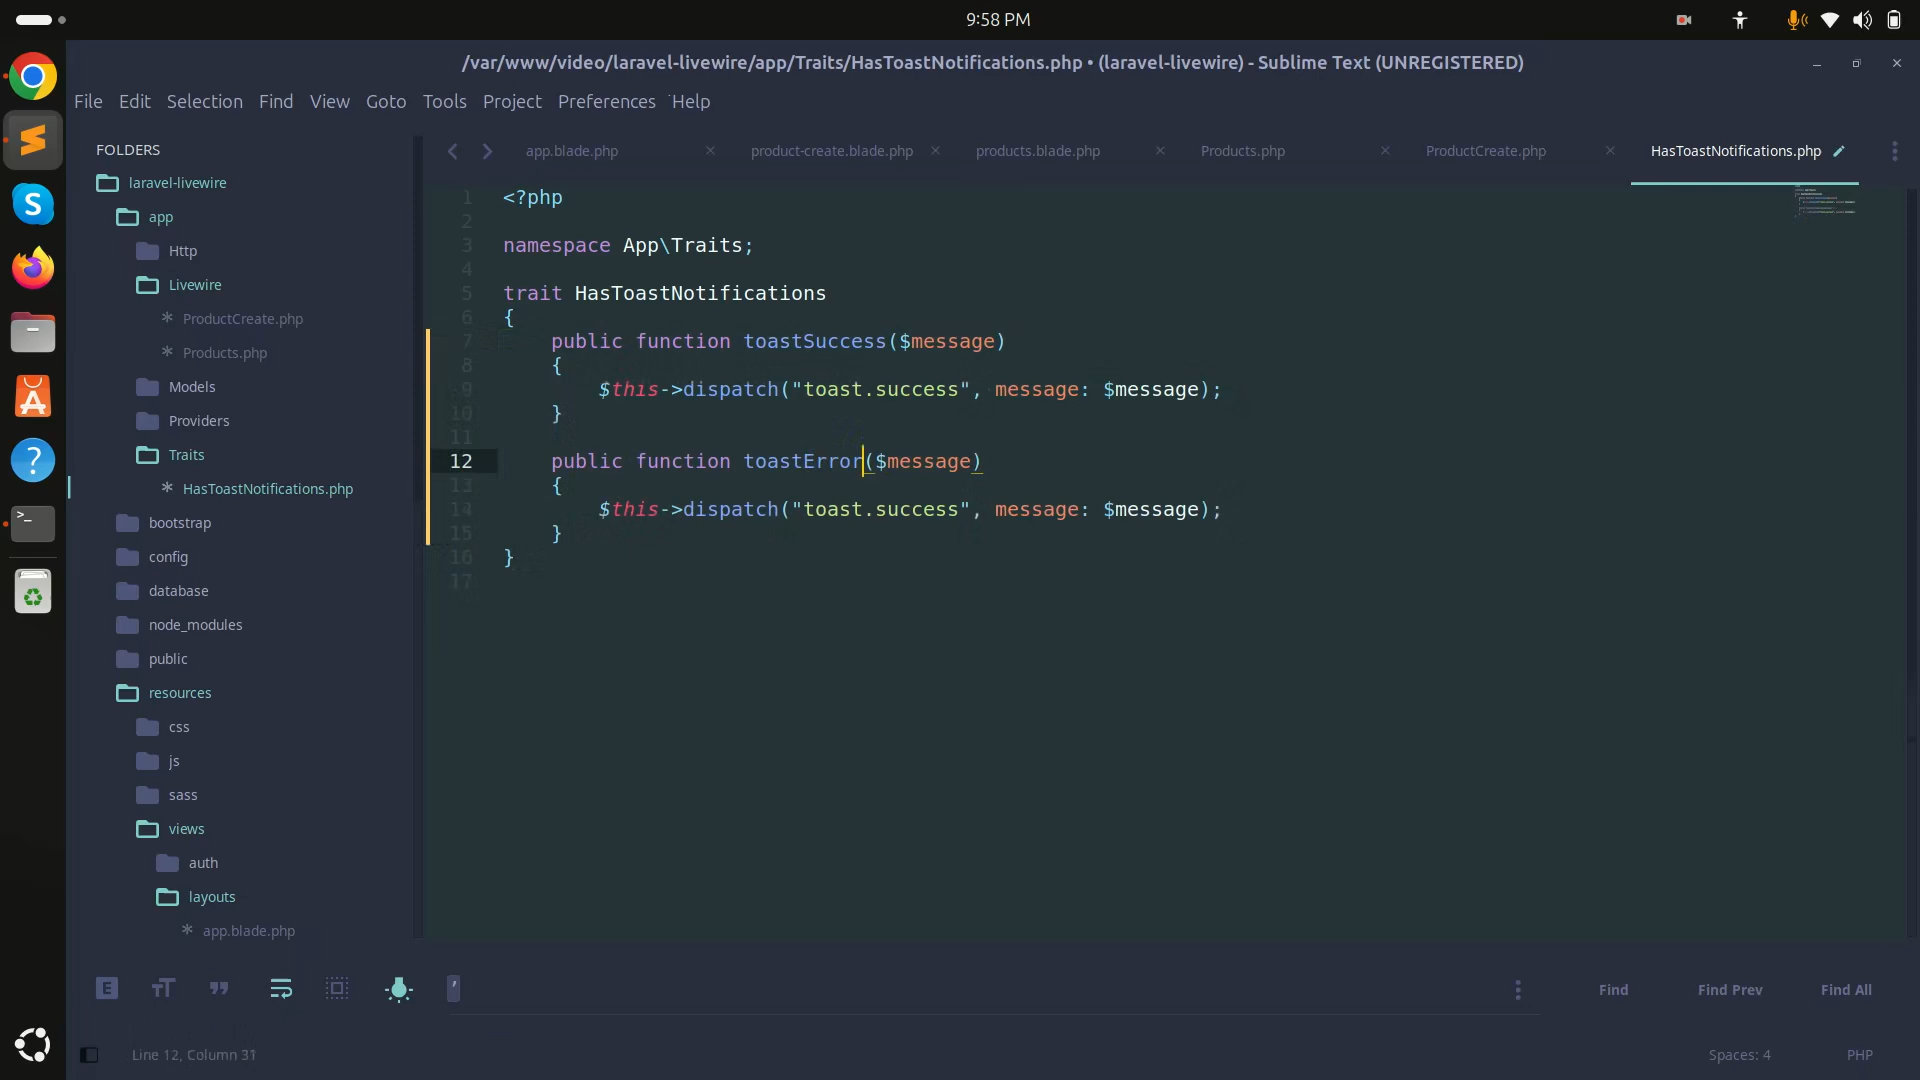 9:58 PM
/var/www/video/laravel-livewire/app/Traits/HasToastNotifications.php • (laravel-livewire) - Sublime Text (UNREGISTERED)
File Edit Selection Find View Goto Tools Project Preferences Help
FOLDERS
laravel-livewire
app
Http
Livewire
ProductCreate.php
Products.php
Models
Providers
Traits
HasToastNotifications.php
bootstrap
config
database
node_modules
public
resources
css
js
sass
views
auth
layouts
app.blade.php
app.blade.php product-create.blade.php products.blade.php Products.php ProductCreate.php HasToastNotifications.php
1 <?php
2
3 namespace App\Traits;
4
5 trait HasToastNotifications
6 {
7 public function toastSuccess($message)
8 {
9 $this->dispatch("toast.success", message: $message);
10 }
11
12 public function toastError($message)
13 {
14 $this->dispatch("toast.success", message: $message);
15 }
16 }
17
Find Find Prev Find All
Line 12, Column 31
Spaces: 4 PHP